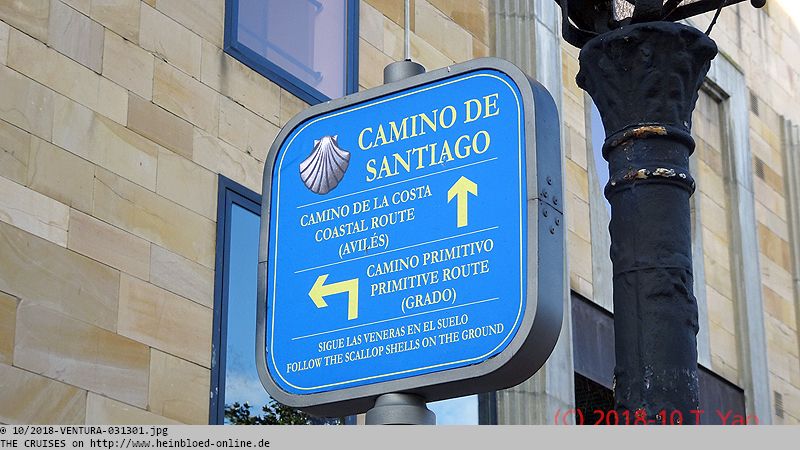 CAMINO DE
SANTIAGO
CAMINO DE LA COSTA
COASTAL ROUTE
(AVILÉS)
CAMINO PRIMITIVO
PRIMITIVE ROUTE
(GRADO)
SIGUE LAS VENERAS EN EL SUELO
FOLLOW THE SCALLOP SHELLS ON THE GROUND
(C) 2018-10 T. Yao
@ 10/2018-VENTURA-031301.jpg
THE CRUISES on http://www.heinbloed-online.de